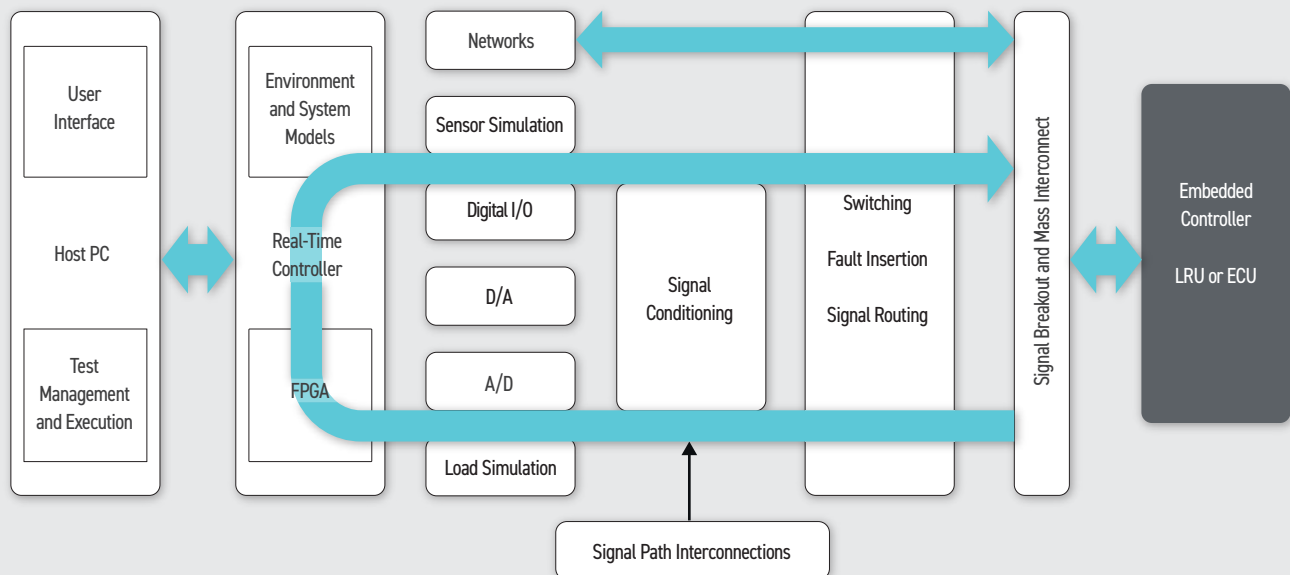 User
Interface
Host PC
Test
Management
and Execution
Environment
and System
Models
Real-Time
Controller
FPGA
Networks
Sensor Simulation
Digital I/O
D/A
A/D
Load Simulation
Signal
Conditioning
Signal Path Interconnections
Switching
Fault Insertion
Signal Routing
Signal Breakout and Mass Interconnect
Embedded
Controller
LRU or ECU